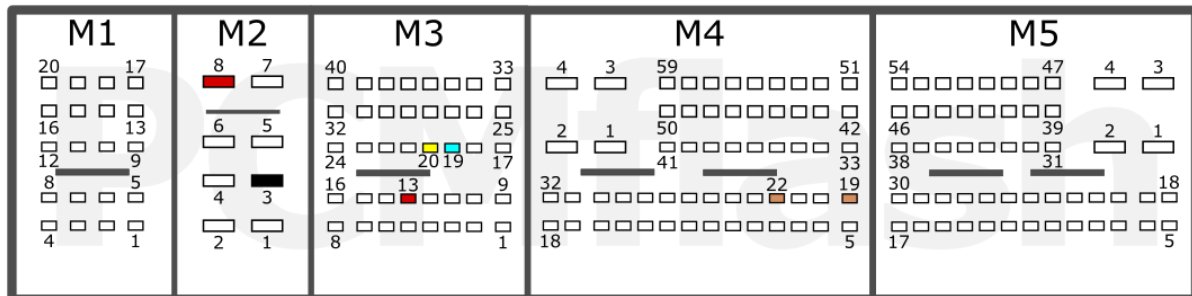 M1 M2 M3 M4 M5
20 17 8 7 40 33 4 3 59 51 54 47 4 3
16 13 6 5 32 25 2 1 50 42 46 39 2 1
12 9 24 20 19 17 41 33 38 31
8 5 4 3 16 13 9 32 22 19 30 18
4 1 2 1 8 1 18 5 17 5
PCMflash